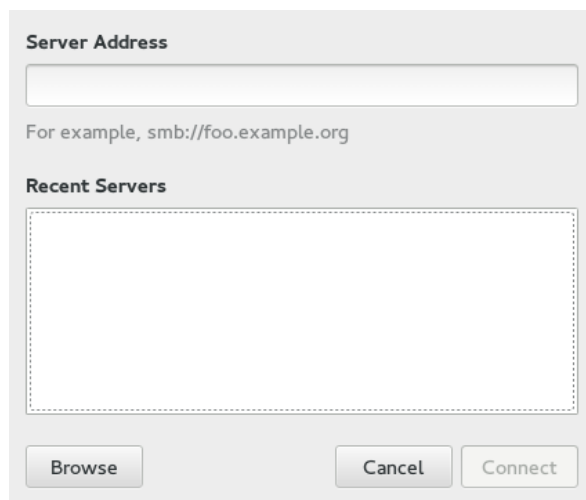 Server Address
For example, smb://foo.example.org
Recent Servers
Browse
Cancel
Connect